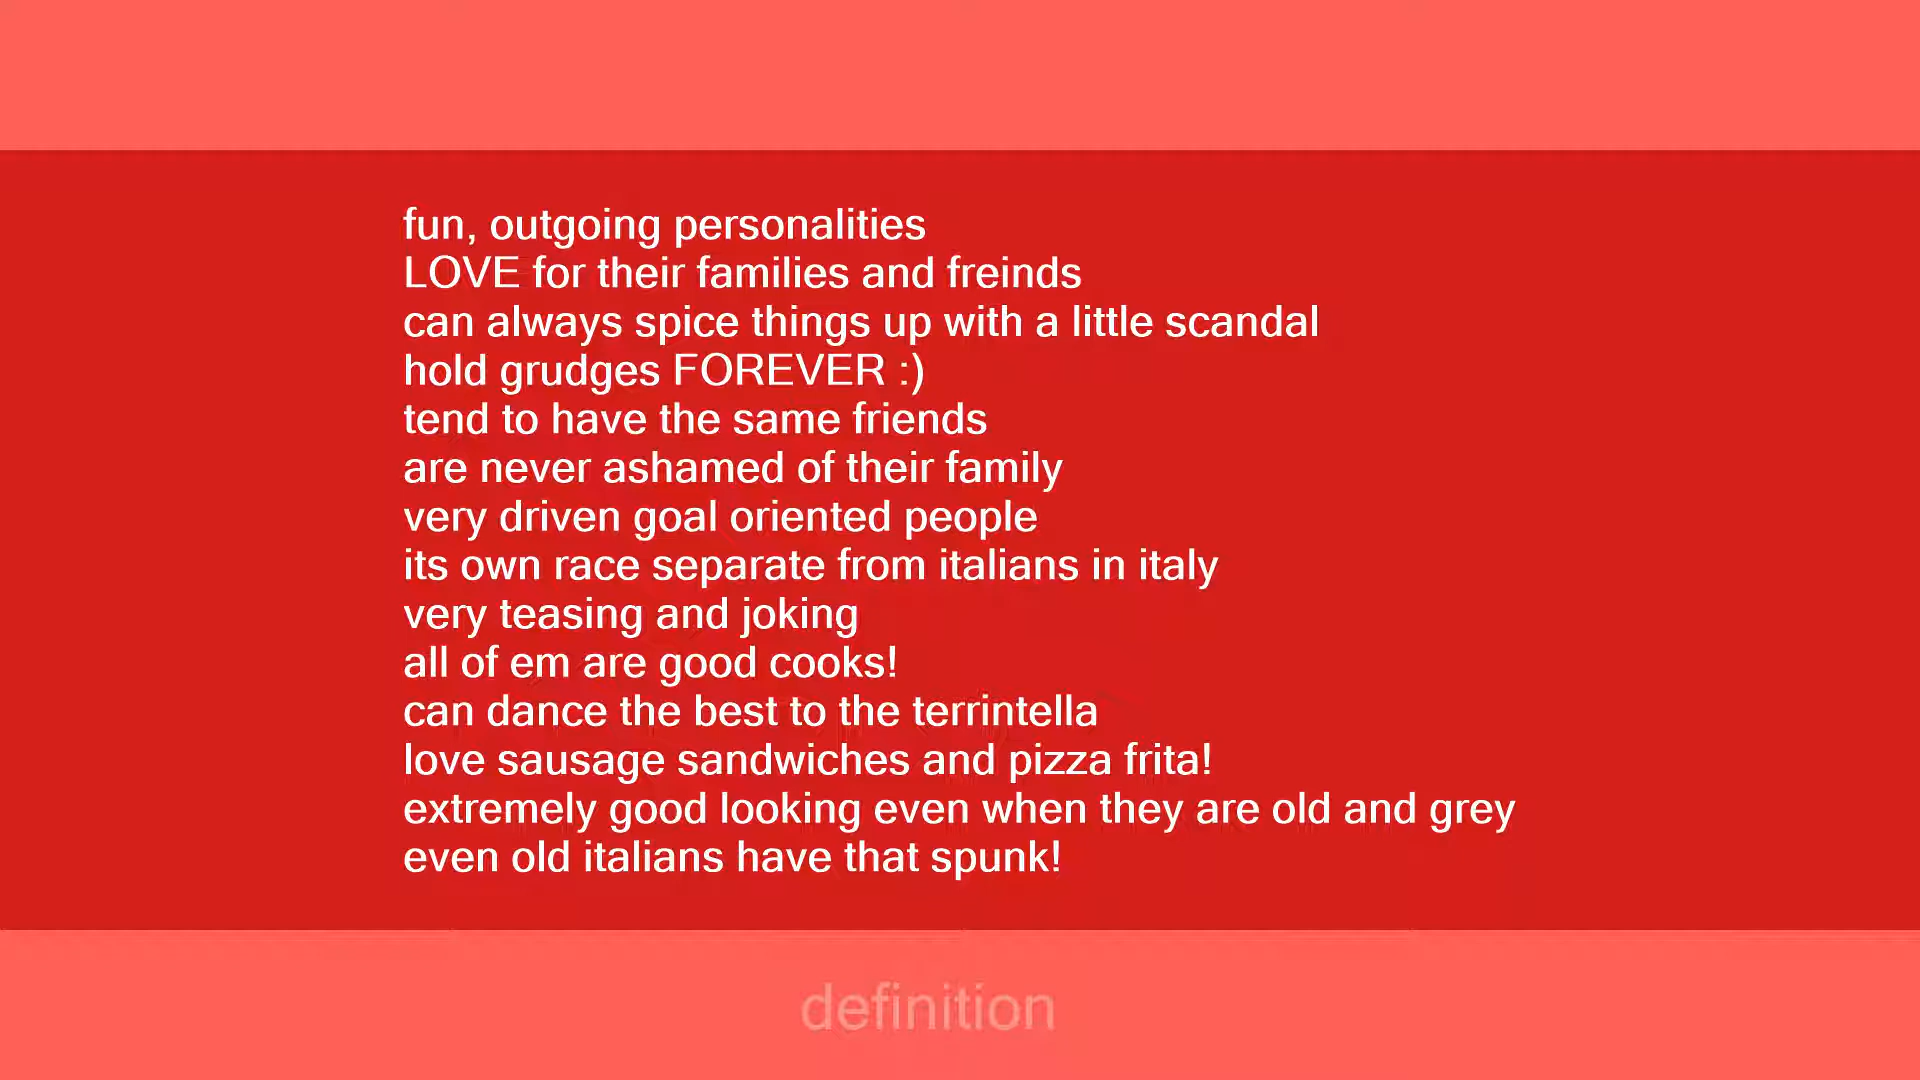 fun, outgoing personalities
LOVE for their families and freinds
can always spice things up with a little scandal
hold grudges FOREVER :)
tend to have the same friends
are never ashamed of their family
very driven goal oriented people
its own race separate from italians in italy
very teasing and joking
all of em are good cooks!
can dance the best to the terrintella
love sausage sandwiches and pizza frita!
extremely good looking even when they are old and grey
even old italians have that spunk!
definition